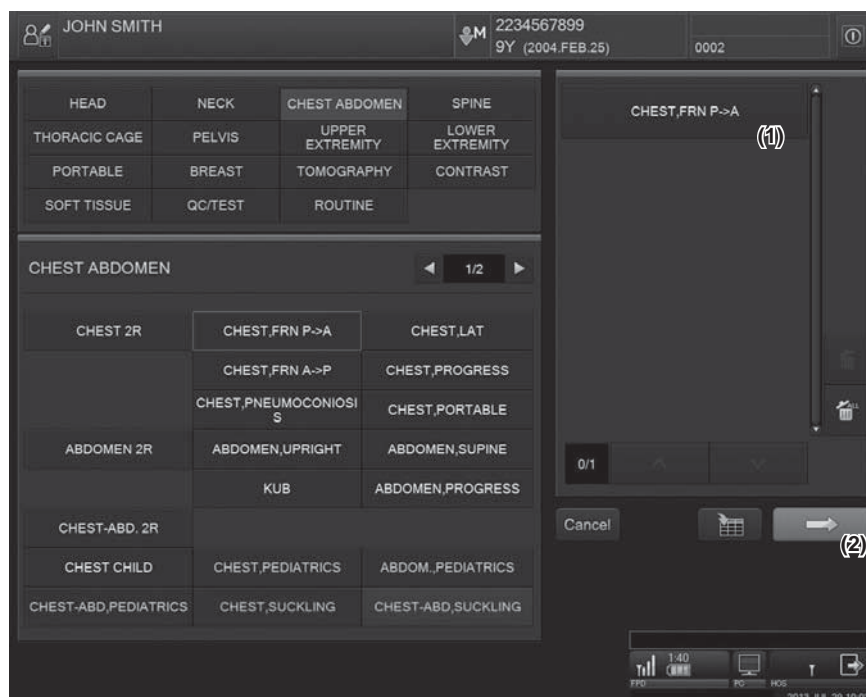 JOHN SMITH
M 2234567899
9Y (2004.FEB.25) 0002
HEAD NECK CHEST ABDOMEN SPINE
THORACIC CAGE PELVIS UPPER EXTREMITY LOWER EXTREMITY
PORTABLE BREAST TOMOGRAPHY CONTRAST
SOFT TISSUE QC/TEST ROUTINE
CHEST ABDOMEN 1/2
CHEST 2R CHEST,FRN P->A CHEST,LAT
CHEST,FRN A->P CHEST,PROGRESS
CHEST,PNEUMOCONIOSI
S CHEST,PORTABLE
ABDOMEN 2R ABDOMEN,UPRIGHT ABDOMEN,SUPINE
KUB ABDOMEN,PROGRESS
CHEST-ABD. 2R
CHEST CHILD CHEST,PEDIATRICS ABDOM.,PEDIATRICS
CHEST-ABD,PEDIATRICS CHEST,SUCKLING CHEST-ABD,SUCKLING
CHEST,FRN P->A
(1)
ALL
0/1
Cancel
(2)
1:40
FPD PC HOS